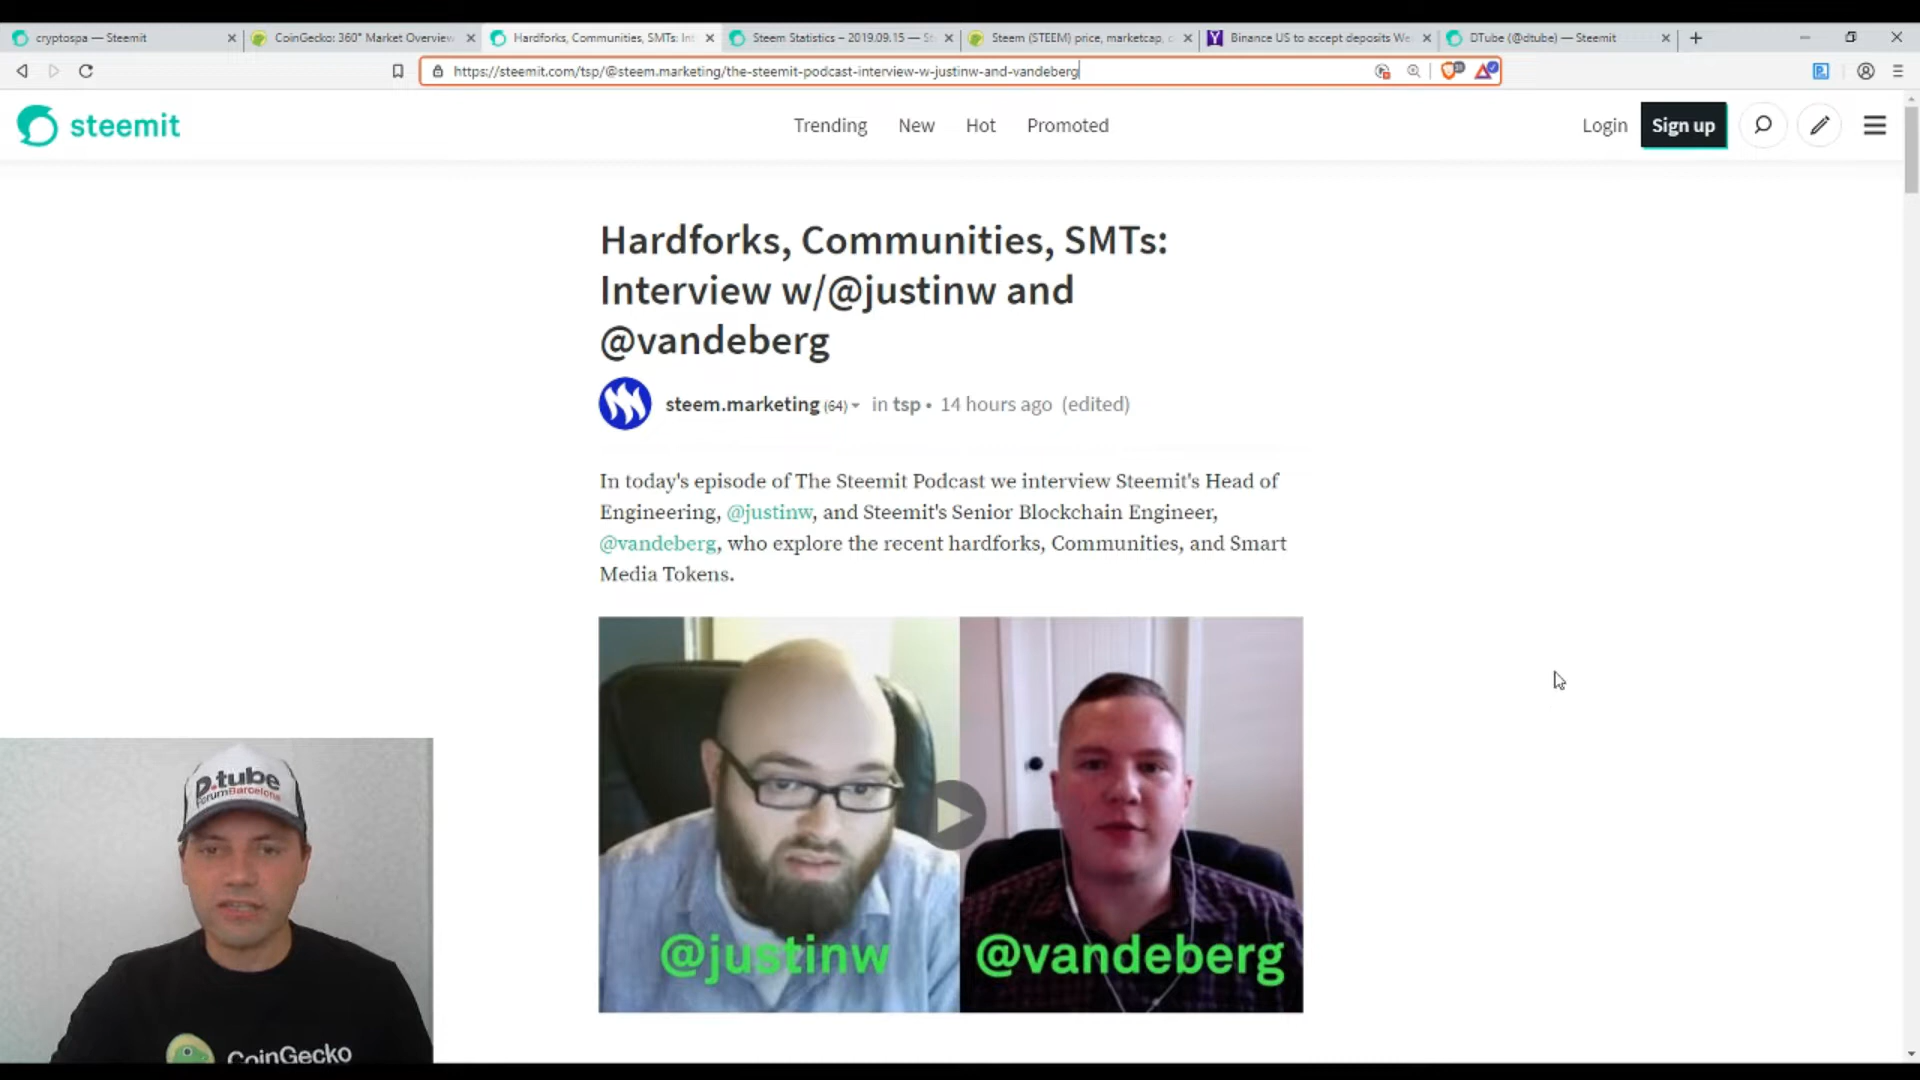 cryptospa — Steemit
CoinGecko: 360° Market Overview
Hardforks, Communities, SMTs: Int
Steem Statistics – 2019.09.15 — St
Steem (STEEM) price, marketcap, c
Binance US to accept deposits We
DTube (@dtube) — Steemit
https://steemit.com/tsp/@steem.marketing/the-steemit-podcast-interview-w-justinw-and-vandeberg
steemit
Trending
New
Hot
Promoted
Login
Sign up
Hardforks, Communities, SMTs:
Interview w/@justinw and
@vandeberg
steem.marketing (64) in tsp • 14 hours ago (edited)
In today's episode of The Steemit Podcast we interview Steemit's Head of
Engineering, @justinw, and Steemit's Senior Blockchain Engineer,
@vandeberg, who explore the recent hardforks, Communities, and Smart
Media Tokens.
@justinw
@vandeberg
D.tube
ForumBarcelona
CoinGecko